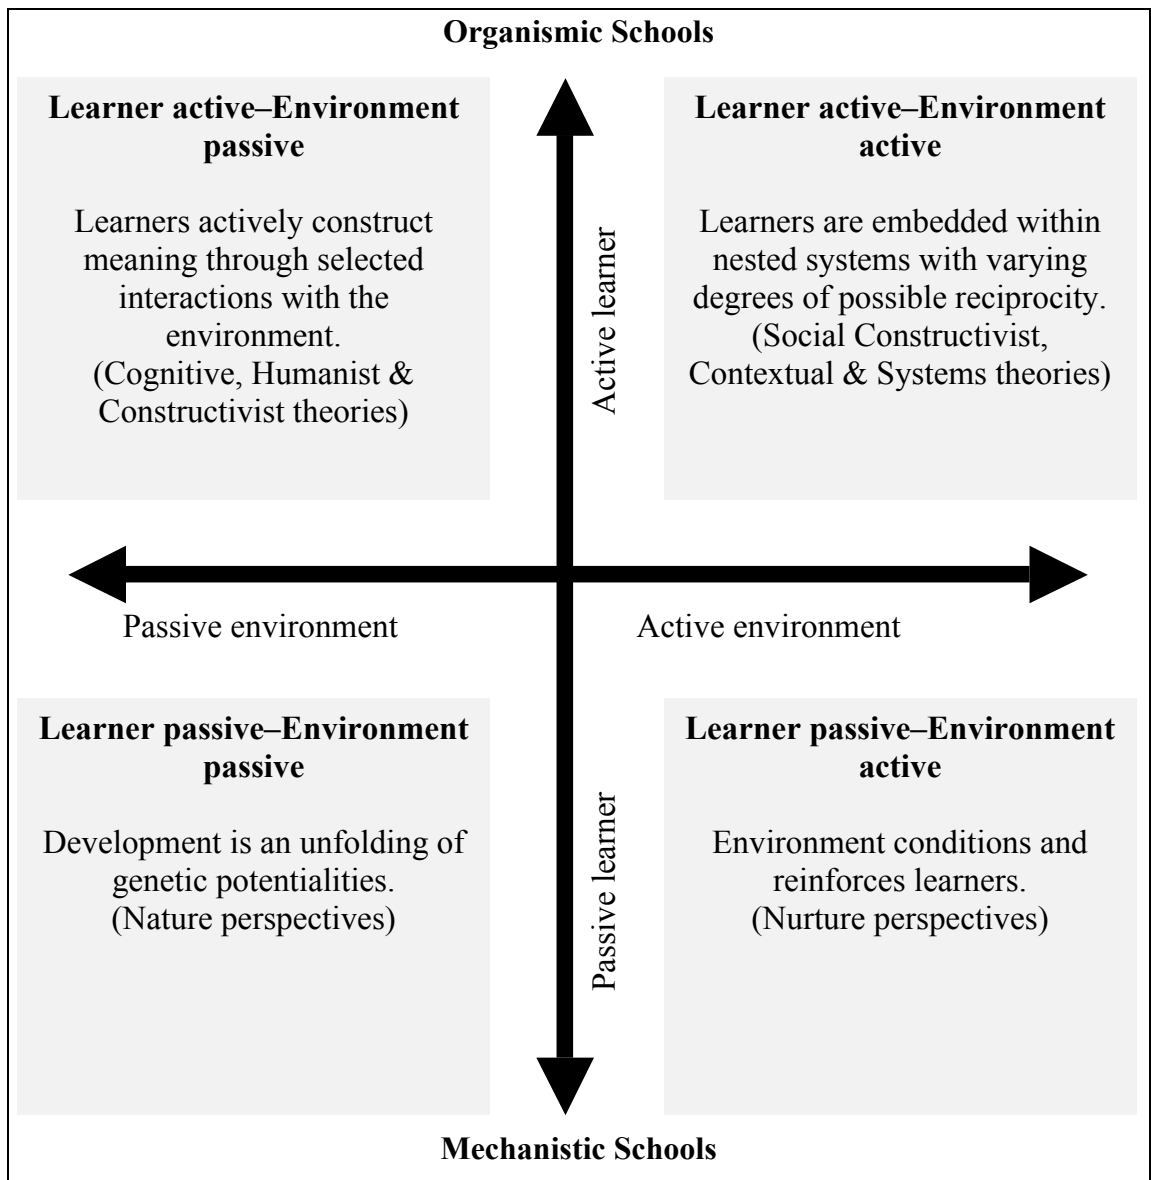 Organismic Schools
Learner active–Environment
passive
Learners actively construct
meaning through selected
interactions with the
environment.
(Cognitive, Humanist &
Constructivist theories)
Active learner
Learner active–Environment
active
Learners are embedded within
nested systems with varying
degrees of possible reciprocity.
(Social Constructivist,
Contextual & Systems theories)
Passive environment
Active environment
Learner passive–Environment
passive
Development is an unfolding of
genetic potentialities.
(Nature perspectives)
Passive learner
Learner passive–Environment
active
Environment conditions and
reinforces learners.
(Nurture perspectives)
Mechanistic Schools